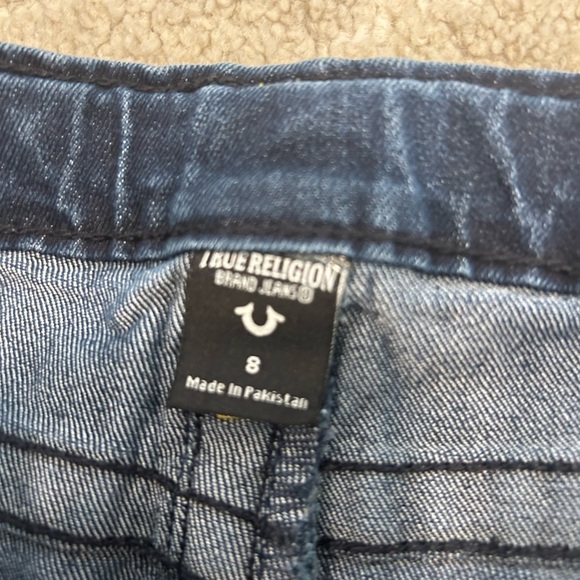 TRUE RELIGION
BRAND JEANS®
8
Made In Pakistan